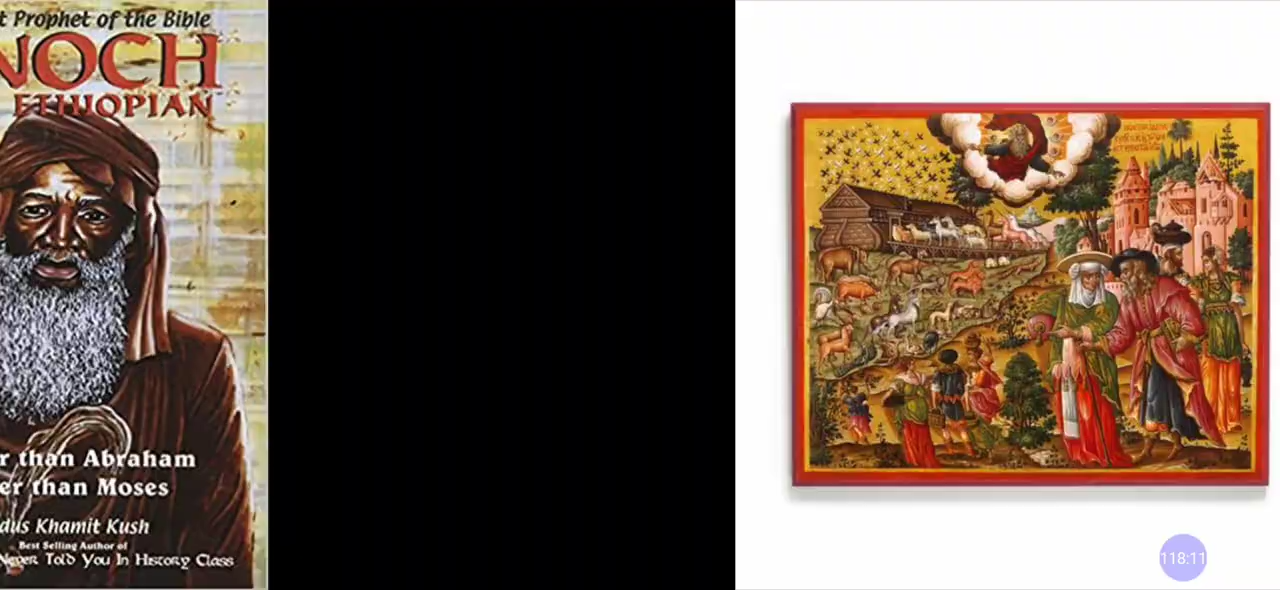 t Prophet of the Bible
NOCH
ETHIOPIAN
r than Abraham
er than Moses
dus Khamit Kush
Best Selling Author of
Never Told You In History Class
118:11